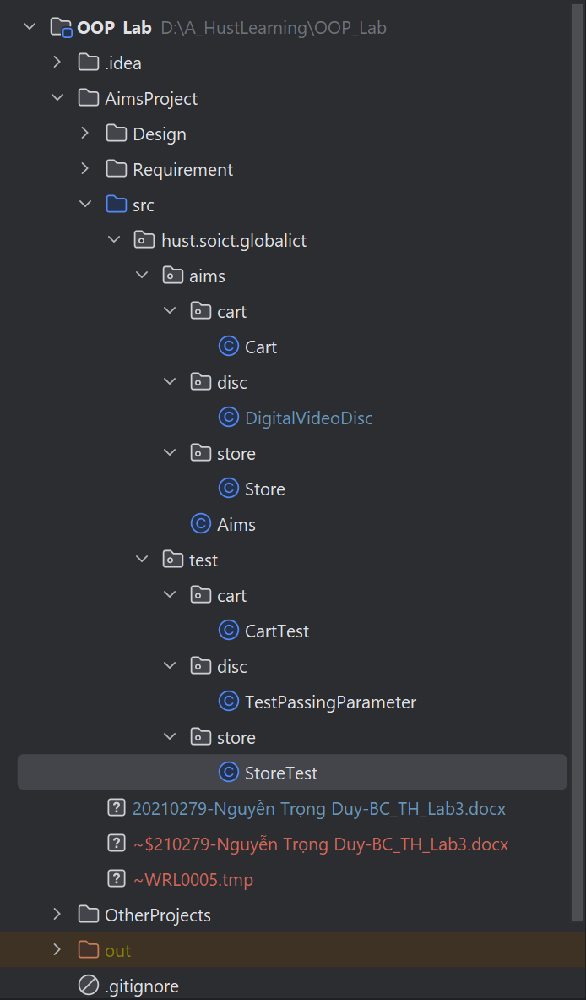 OOP_Lab D:\A_HustLearning\OOP_Lab
.idea
AimsProject
Design
Requirement
src
hust.soict.globalict
aims
cart
C Cart
disc
C DigitalVideoDisc
store
C Store
C Aims
test
cart
C CartTest
disc
C TestPassingParameter
store
C StoreTest
? 20210279-Nguyễn Trọng Duy-BC_TH_Lab3.docx
? ~$210279-Nguyễn Trọng Duy-BC_TH_Lab3.docx
? ~WRL0005.tmp
OtherProjects
out
.gitignore